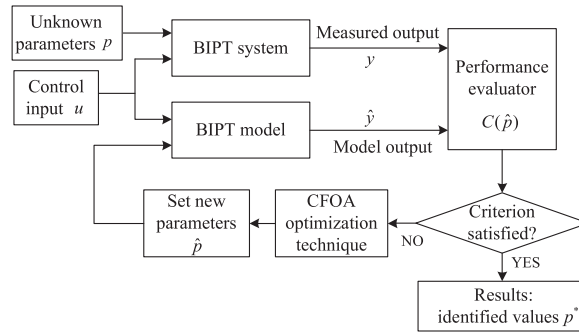 Unknown
parameters p
Control
input u
BIPT system
BIPT model
Measured output
y
ŷ
Model output
Performance
evaluator
C(p̂)
Criterion
satisfied?
NO
YES
CFOA
optimization
technique
Set new
parameters
p̂
Results:
identified values p*